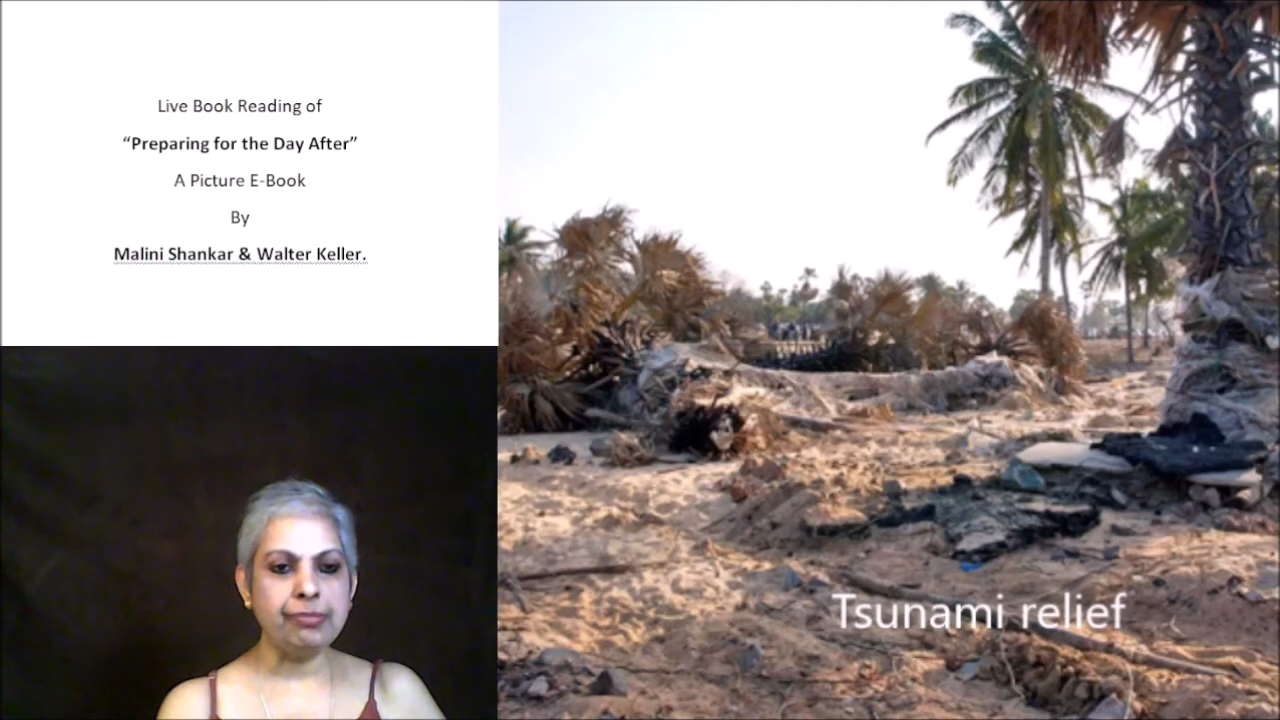 Live Book Reading of
“Preparing for the Day After”
A Picture E-Book
By
Malini Shankar & Walter Keller.
Tsunami relief